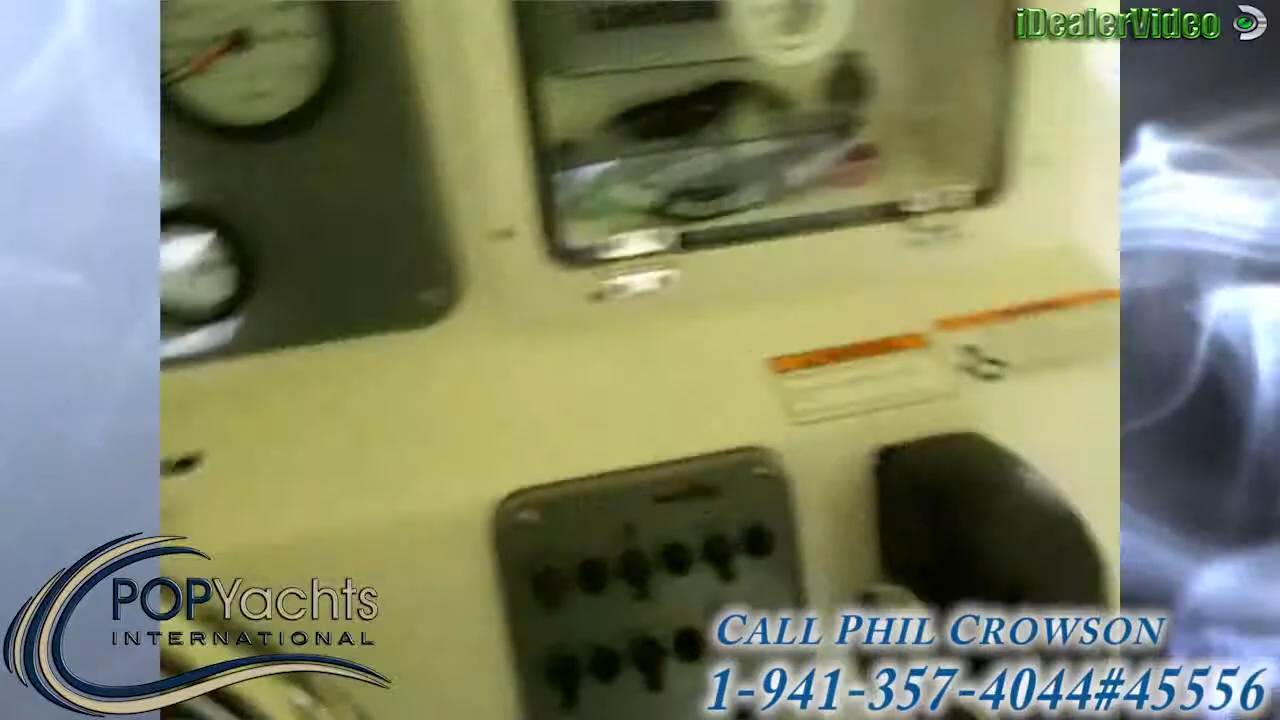 iDealerVideo
POPYachts
INTERNATIONAL
CALL PHIL CROWSON
1-941-357-4044#45556